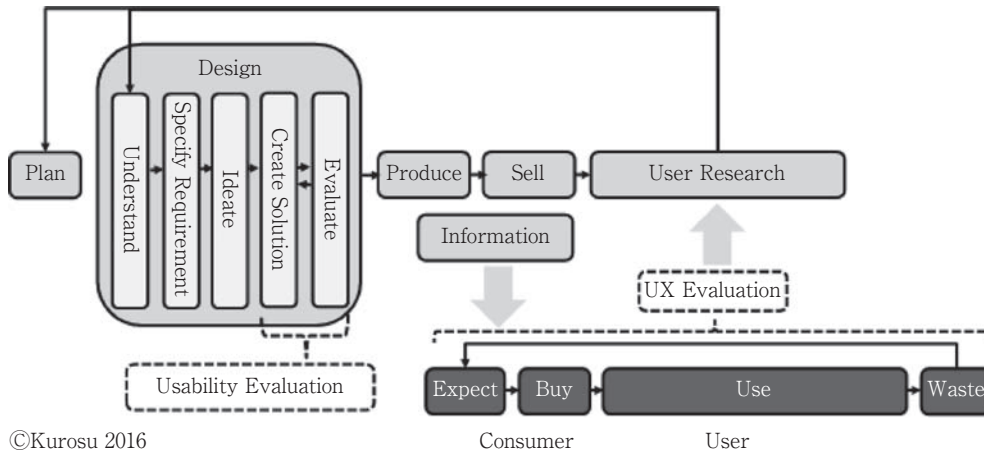 Design
Plan
Understand
Specify Requirement
Ideate
Create Solution
Evaluate
Produce
Sell
User Research
Information
UX Evaluation
Usability Evaluation
Expect
Buy
Use
Waste
©Kurosu 2016
Consumer
User